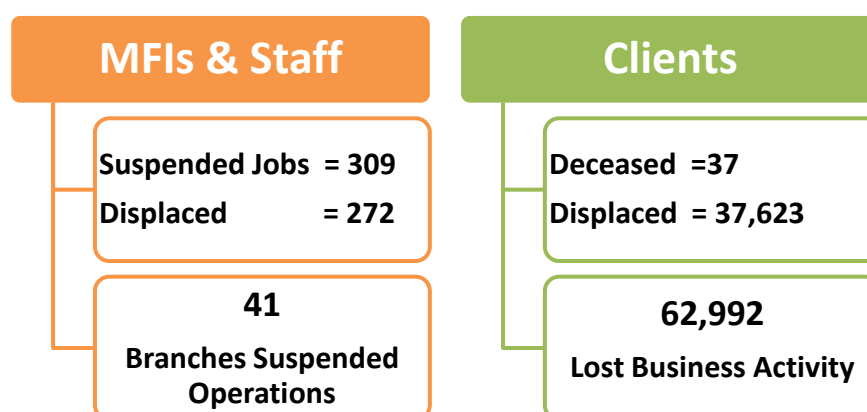 MFIs & Staff
Suspended Jobs = 309
Displaced = 272
41
Branches Suspended
Operations
Clients
Deceased =37
Displaced = 37,623
62,992
Lost Business Activity